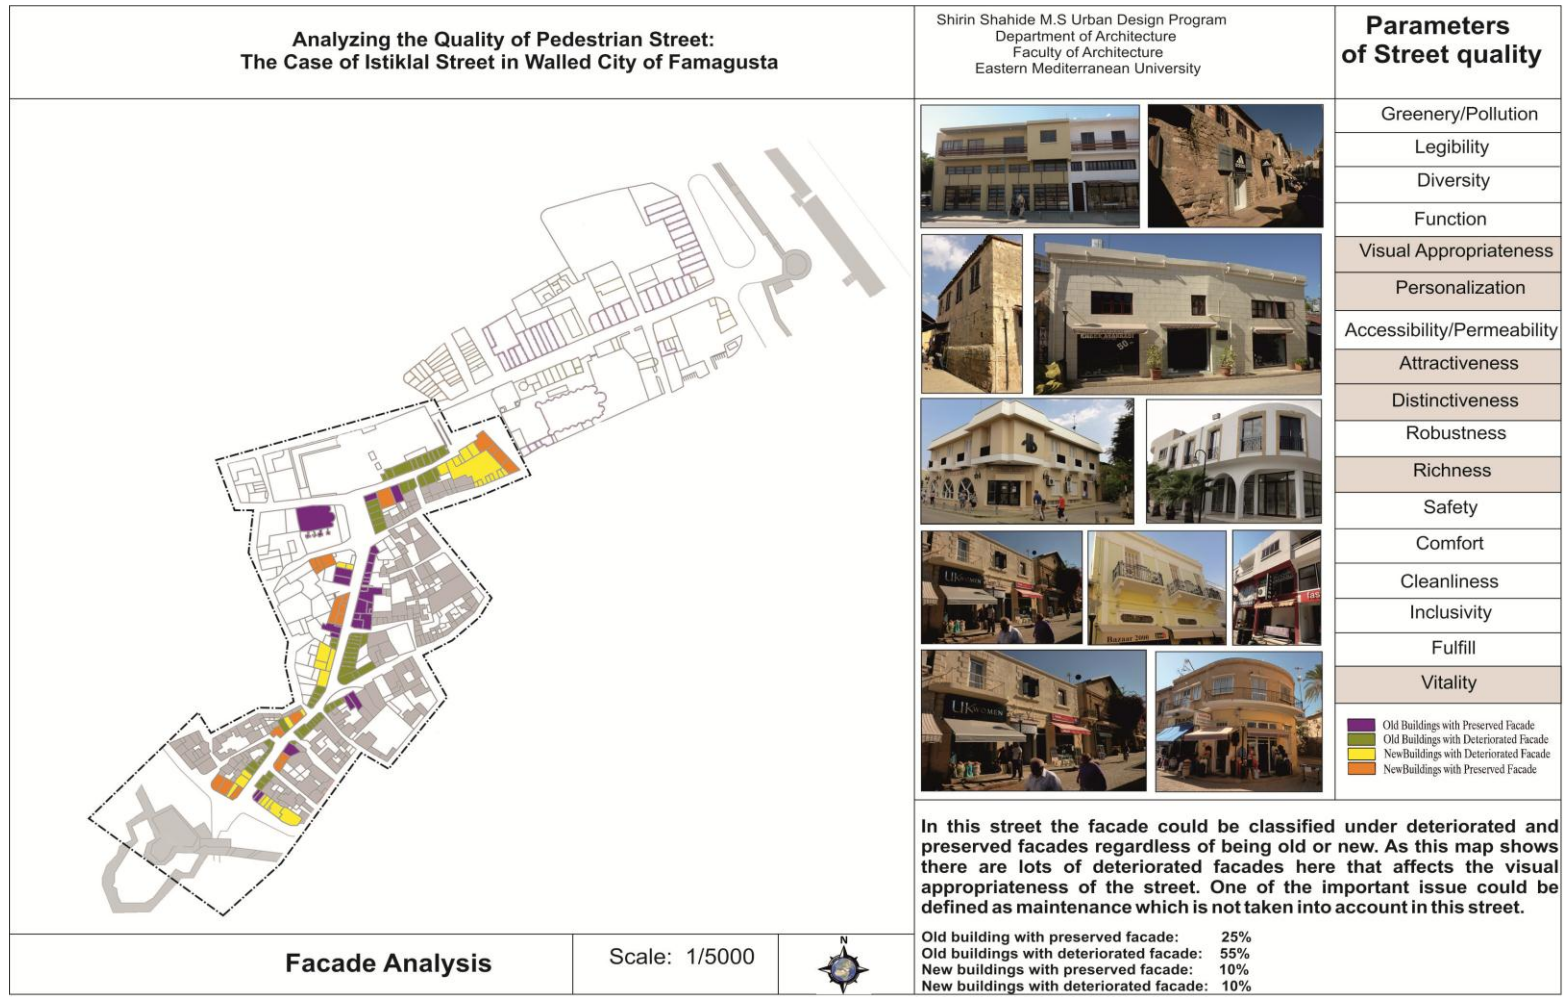 Analyzing the Quality of Pedestrian Street:
The Case of Istiklal Street in Walled City of Famagusta
Shirin Shahide M.S Urban Design Program
Department of Architecture
Faculty of Architecture
Eastern Mediterranean University
Parameters
of Street quality
Greenery/Pollution
Legibility
Diversity
Function
Visual Appropriateness
Personalization
Accessibility/Permeability
Attractiveness
Distinctiveness
Robustness
Richness
Safety
Comfort
Cleanliness
Inclusivity
Fulfill
Vitality
Old Buildings with Preserved Facade
Old Buildings with Deteriorated Facade
NewBuildings with Deteriorated Facade
NewBuildings with Preserved Facade
adidas
50
UKWOMEN
Bazaar 2000
fas
UKWOMEN
In this street the facade could be classified under deteriorated and
preserved facades regardless of being old or new. As this map shows
there are lots of deteriorated facades here that affects the visual
appropriateness of the street. One of the important issue could be
defined as maintenance which is not taken into account in this street.
Old building with preserved facade: 25%
Old buildings with deteriorated facade: 55%
New buildings with preserved facade: 10%
New buildings with deteriorated facade: 10%
Facade Analysis
Scale: 1/5000
N